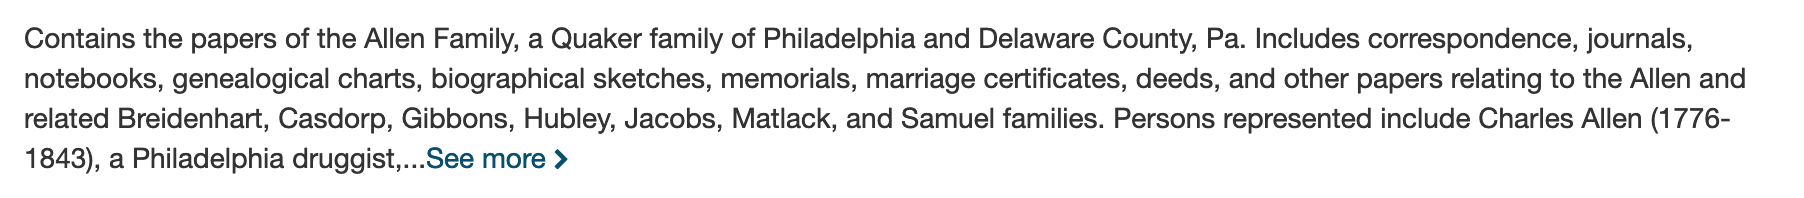 Contains the papers of the Allen Family, a Quaker family of Philadelphia and Delaware County, Pa. Includes correspondence, journals,
notebooks, genealogical charts, biographical sketches, memorials, marriage certificates, deeds, and other papers relating to the Allen and
related Breidenhart, Casdorp, Gibbons, Hubley, Jacobs, Matlack, and Samuel families. Persons represented include Charles Allen (1776-
1843), a Philadelphia druggist,...See more